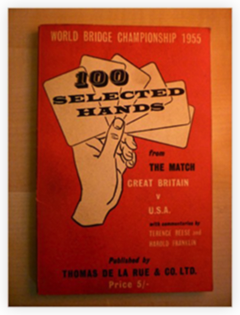 WORLD BRIDGE CHAMPIONSHIP 1955
100
SELECTED
HANDS
from
THE MATCH
GREAT BRITAIN
v
U.S.A.
with commentaries by
TERENCE REESE and
HAROLD FRANKLIN
Published by
THOMAS DE LA RUE & CO. LTD.
Price 5/-